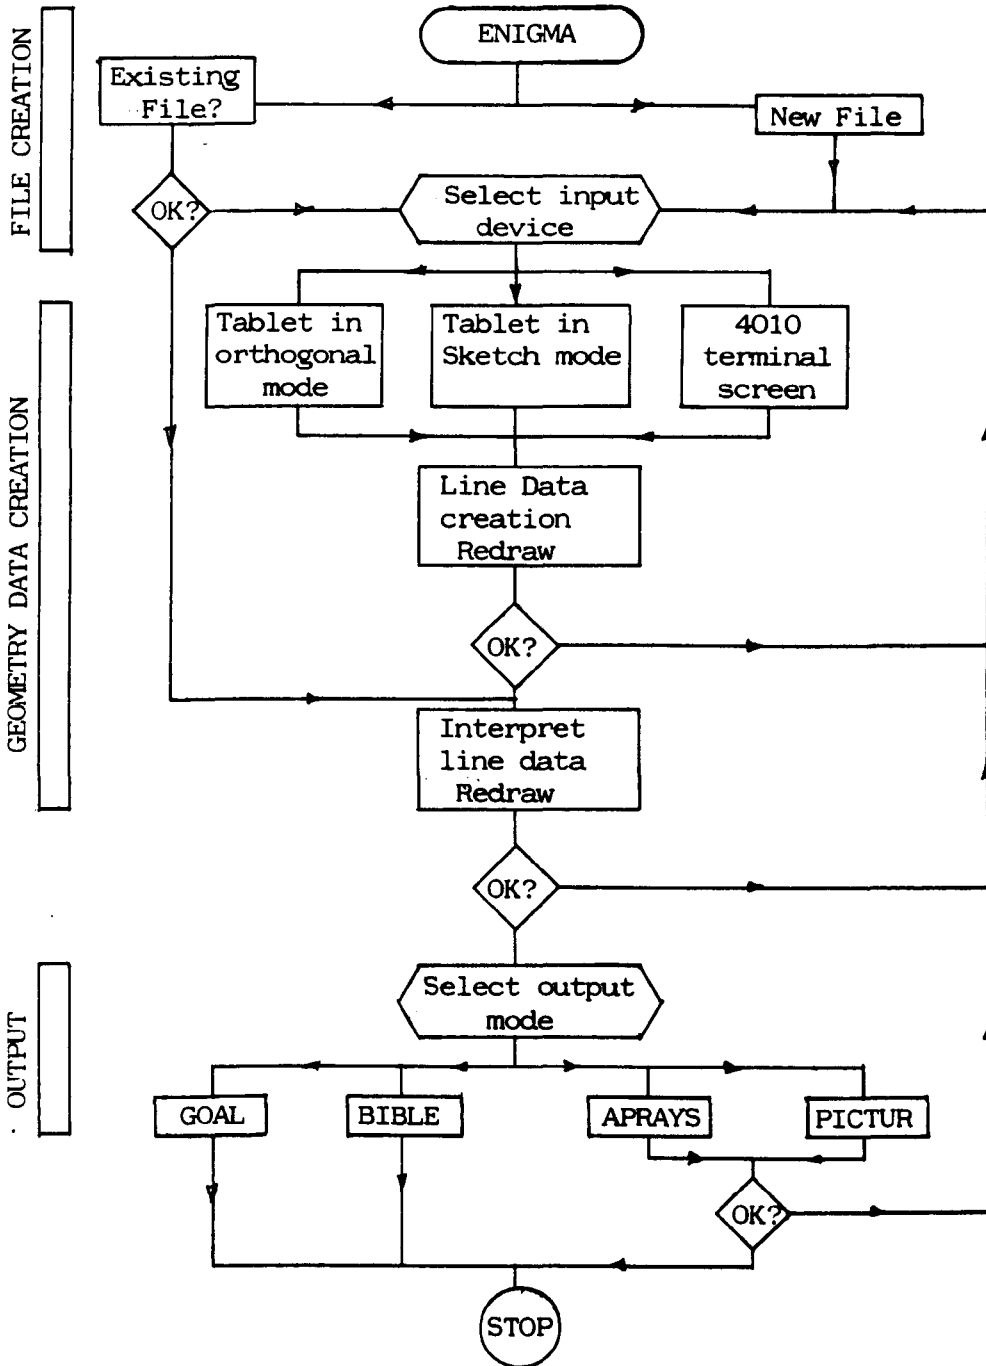 ENIGMA
Existing
File?
New File
FILE CREATION
OK?
Select input
device
Tablet in
orthogonal
mode
Tablet in
Sketch mode
4010
terminal
screen
GEOMETRY DATA CREATION
Line Data
creation
Redraw
OK?
Interpret
line data
Redraw
OK?
OUTPUT
Select output
mode
GOAL
BIBLE
APRAYS
PICTUR
OK?
STOP